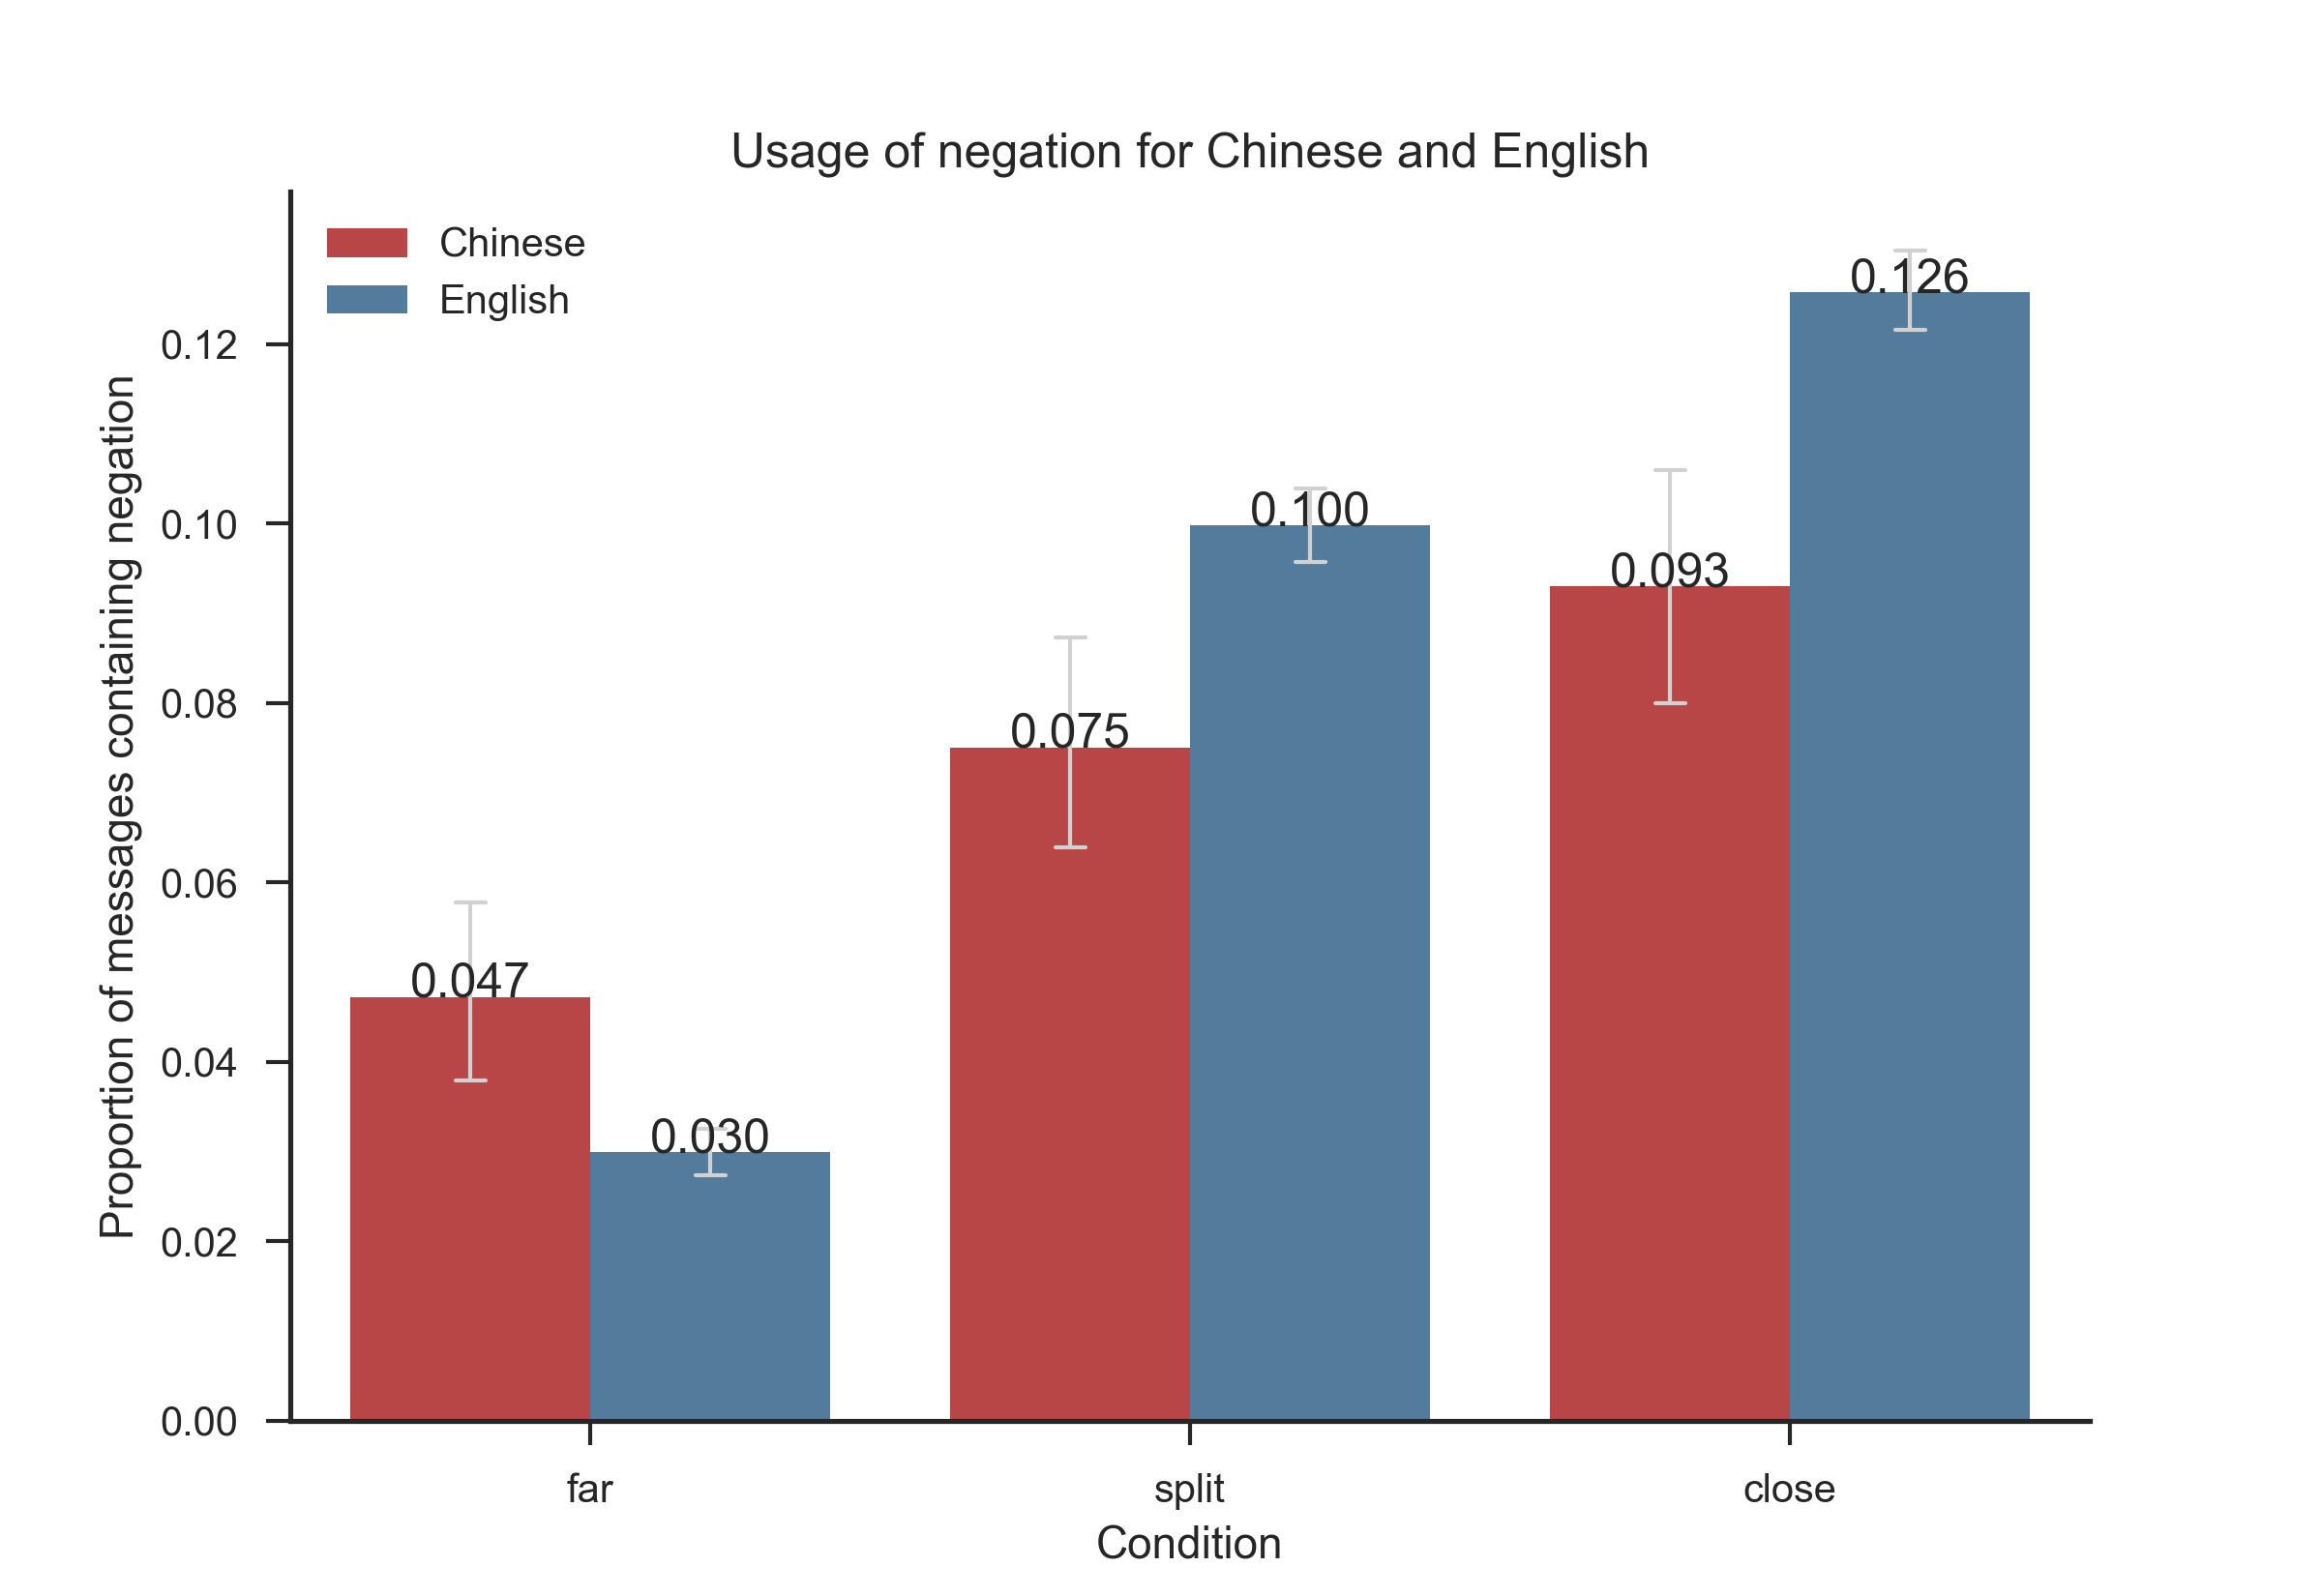 Usage of negation for Chinese and English
Chinese
English
Proportion of messages containing negation
0.12
0.10
0.08
0.06
0.04
0.02
0.00
0.047
0.030
0.075
0.100
0.093
0.126
far
split
close
Condition